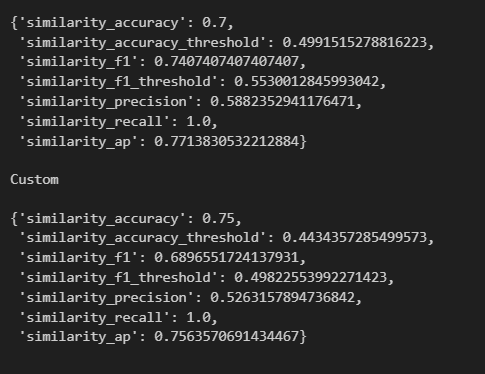 {'similarity_accuracy': 0.7,
'similarity_accuracy_threshold': 0.4991515278816223,
'similarity_f1': 0.7407407407407407,
'similarity_f1_threshold': 0.5530012845993042,
'similarity_precision': 0.5882352941176471,
'similarity_recall': 1.0,
'similarity_ap': 0.7713830532212884}
Custom
{'similarity_accuracy': 0.75,
'similarity_accuracy_threshold': 0.4434357285499573,
'similarity_f1': 0.6896551724137931,
'similarity_f1_threshold': 0.49822553992271423,
'similarity_precision': 0.5263157894736842,
'similarity_recall': 1.0,
'similarity_ap': 0.7563570691434467}